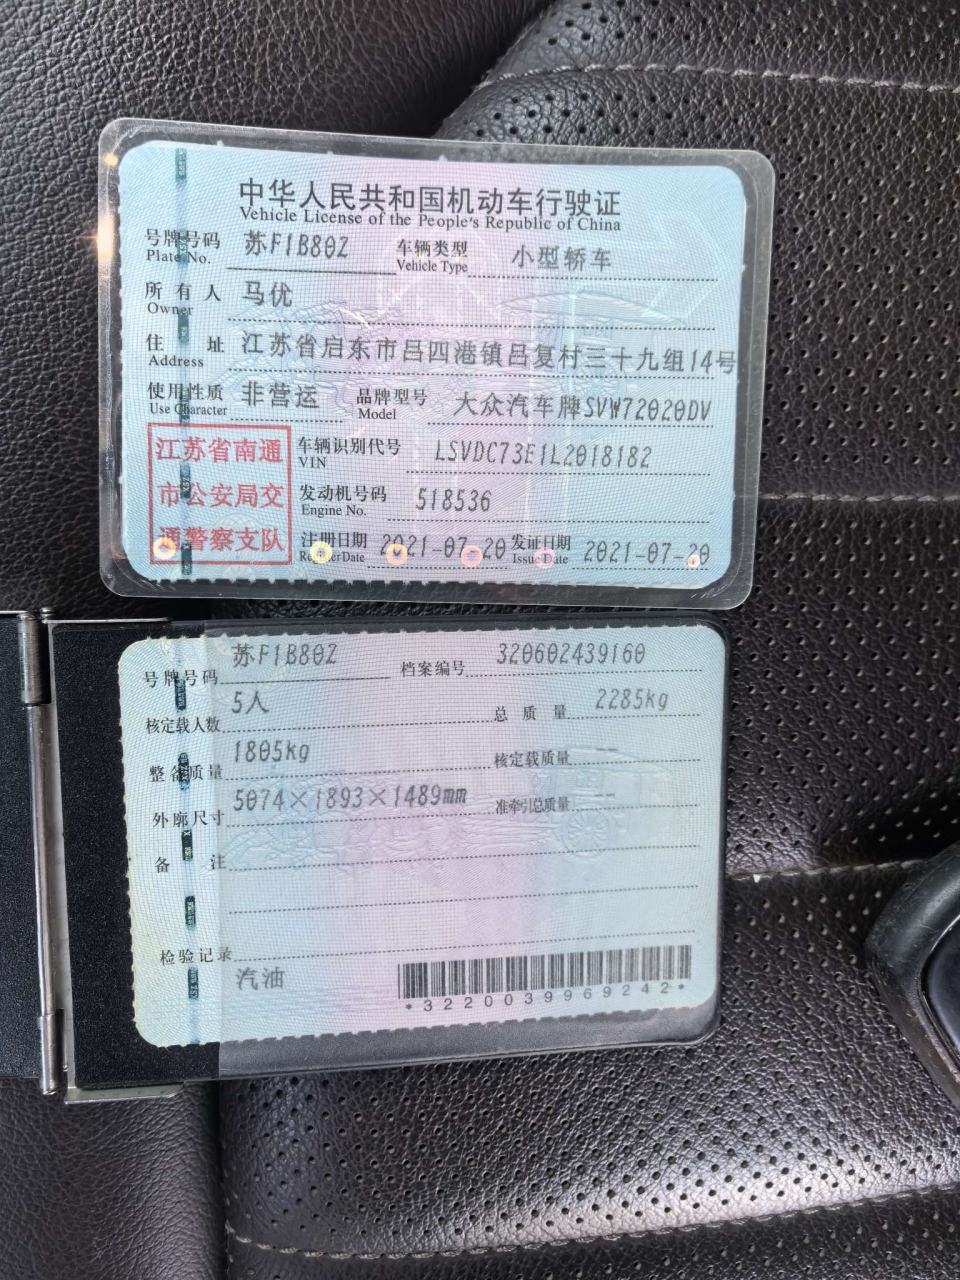 中华人民共和国机动车行驶证
Vehicle License of the People's Republic of China
号牌号码 苏F1B80Z 车辆类型 小型轿车
Plate No. Vehicle Type
所有人 马优
Owner
住址 江苏省启东市吕四港镇吕复村三十九组14号
Address
使用性质 非营运 品牌型号 大众汽车牌SVW72020DV
Use Character Model
江苏省南通
市公安局交
通警察支队
车辆识别代号 LSVDC73E1L2018182
VIN
发动机号码 518536
Engine No.
注册日期 2021-07-20 发证日期 2021-07-20
Register Date Issue Date
号牌号码 苏F1B80Z 档案编号 320602439160
核定载人数 5人 总质量 2285kg
整备质量 1805kg 核定载质量 --
外廓尺寸 5074×1893×1489mm 准牵引总质量 --
备注
检验记录
汽油
*3220039969242*